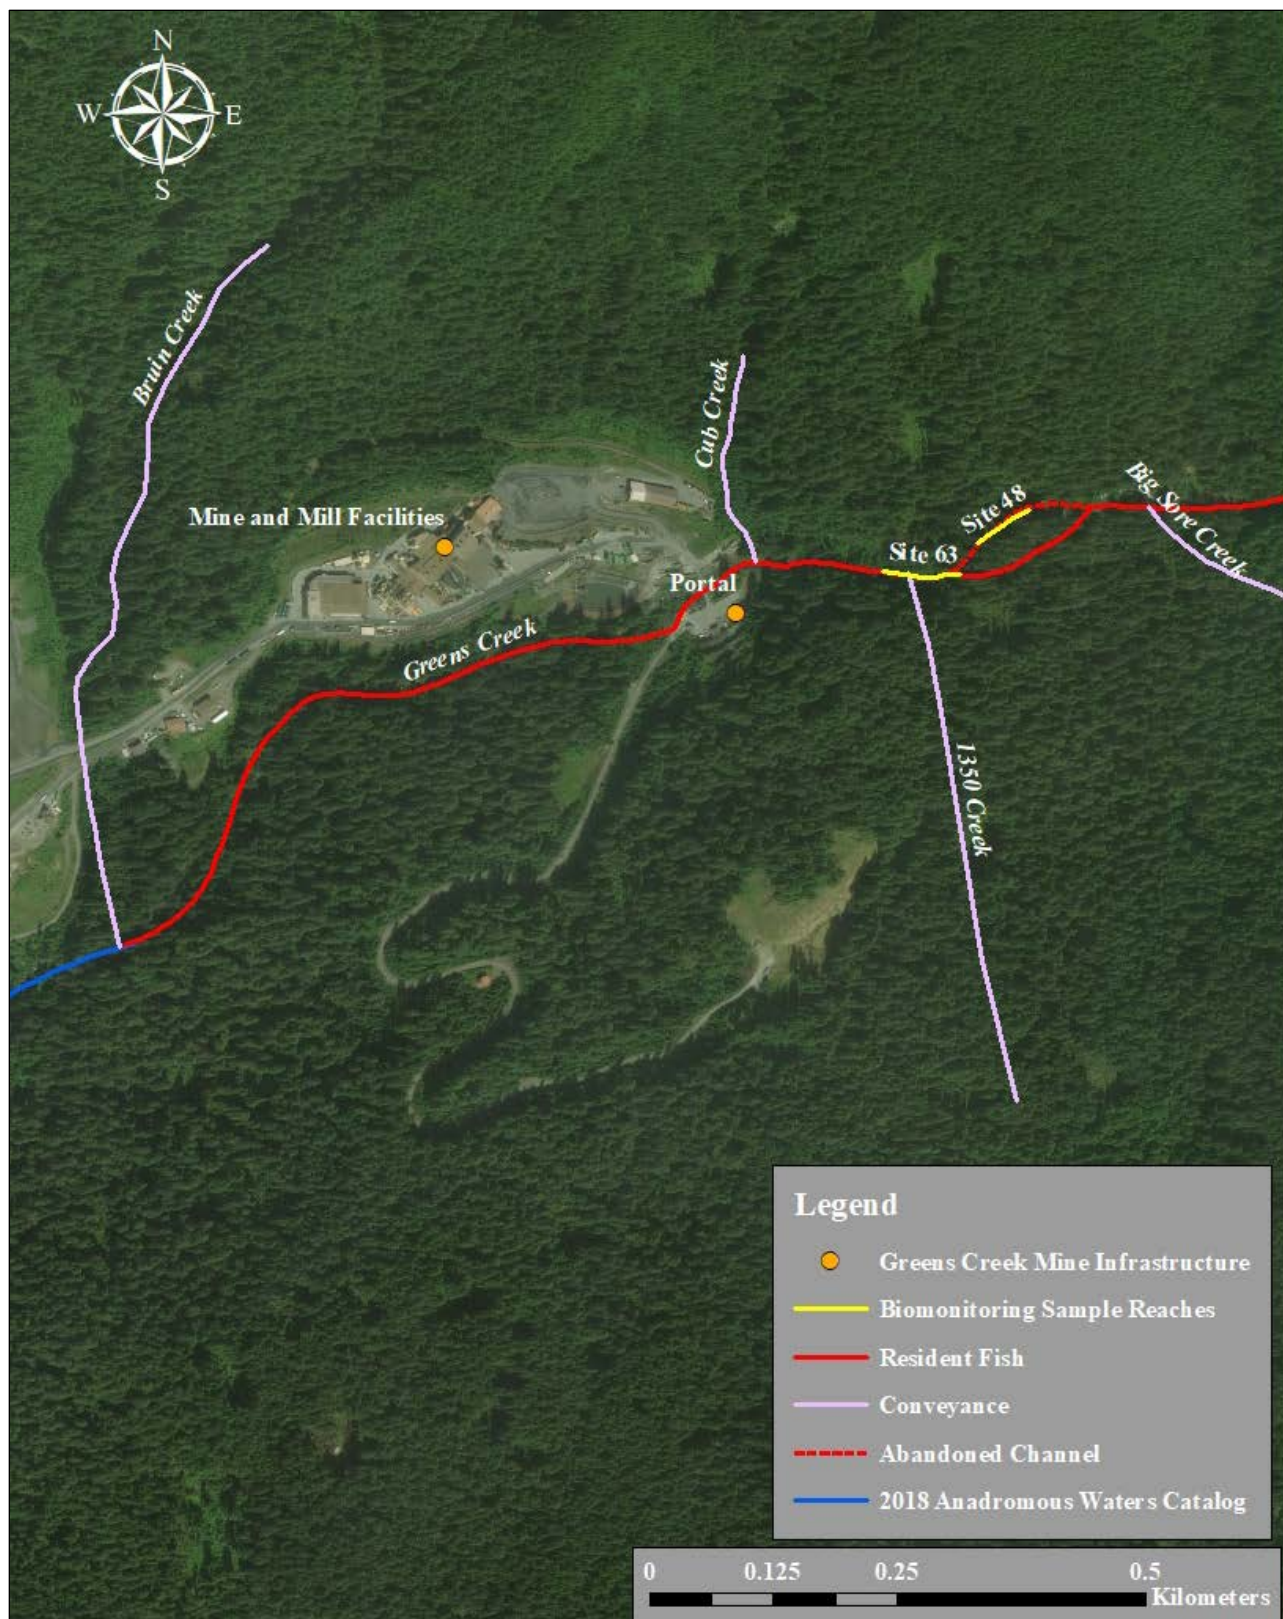 N
W E
S
Bruin Creek
Cub Creek
Big Sore Creek
Site 48
Mine and Mill Facilities
Site 63
Portal
Greens Creek
1350 Creek
Legend
Greens Creek Mine Infrastructure
Biomonitoring Sample Reaches
Resident Fish
Conveyance
Abandoned Channel
2018 Anadromous Waters Catalog
0 0.125 0.25 0.5
Kilometers